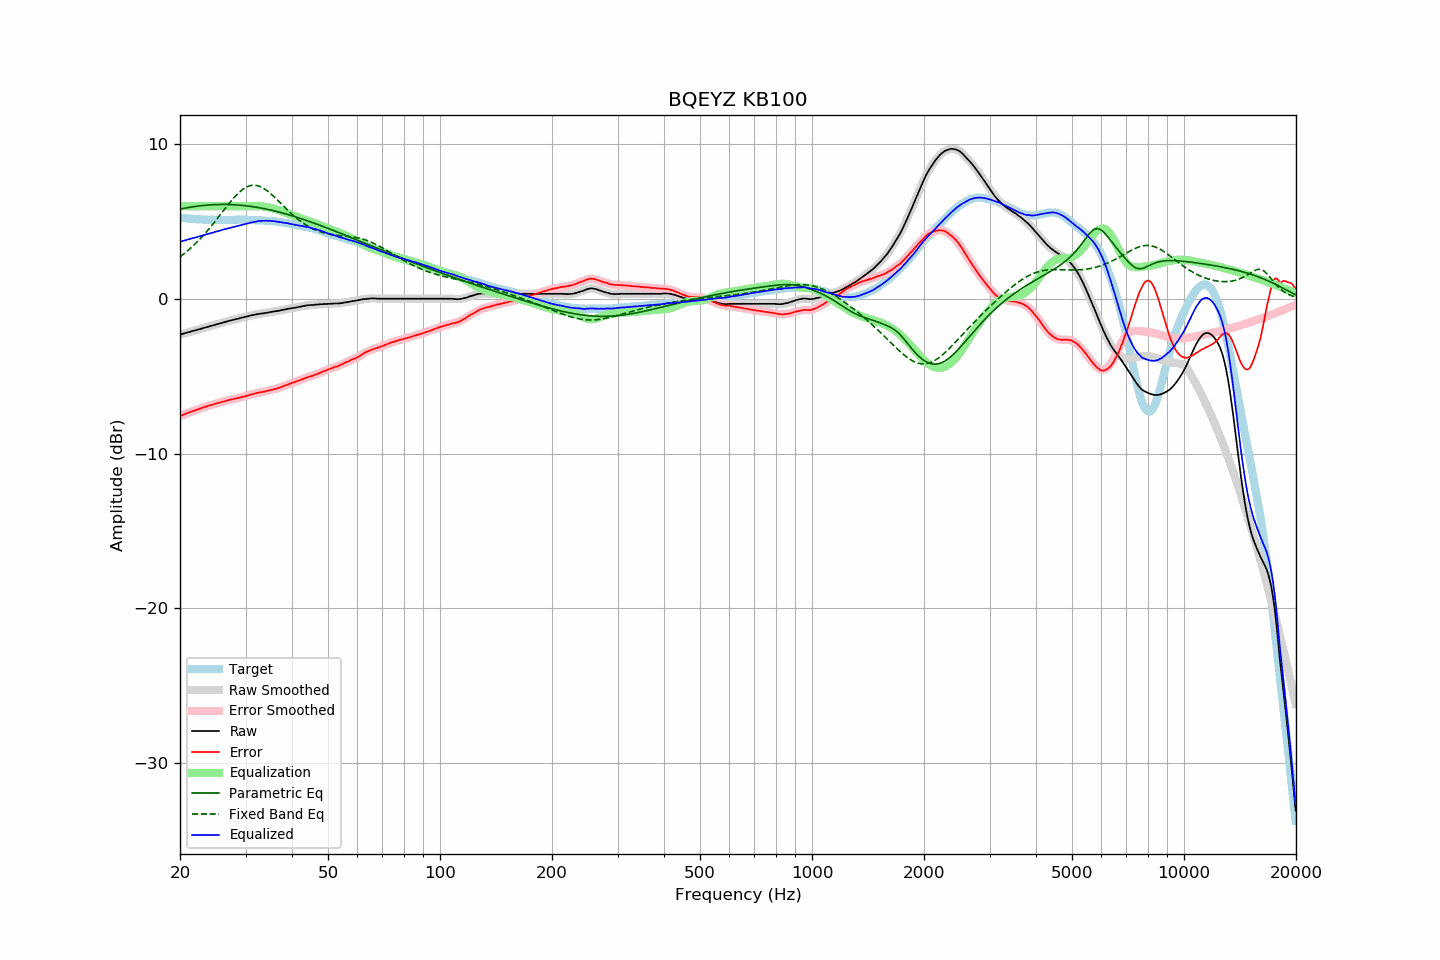 BQEYZ KB100
10
0
−10
−20
−30
Amplitude (dBr)
Target
Raw Smoothed
Error Smoothed
Raw
Error
Equalization
Parametric Eq
Fixed Band Eq
Equalized
20 50 100 200 500 1000 2000 5000 10000 20000
Frequency (Hz)